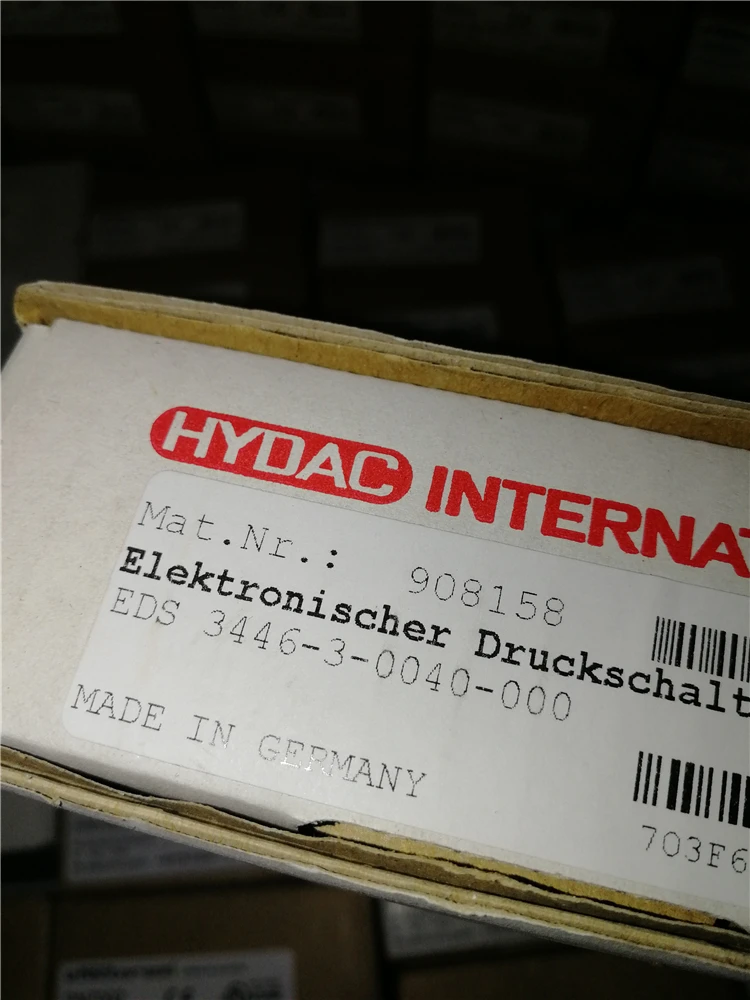 HYDAC INTERNAT
Mat.Nr.: 908158
Elektronischer Druckschalt
EDS 3446-3-0040-000
MADE IN GERMANY
703F6